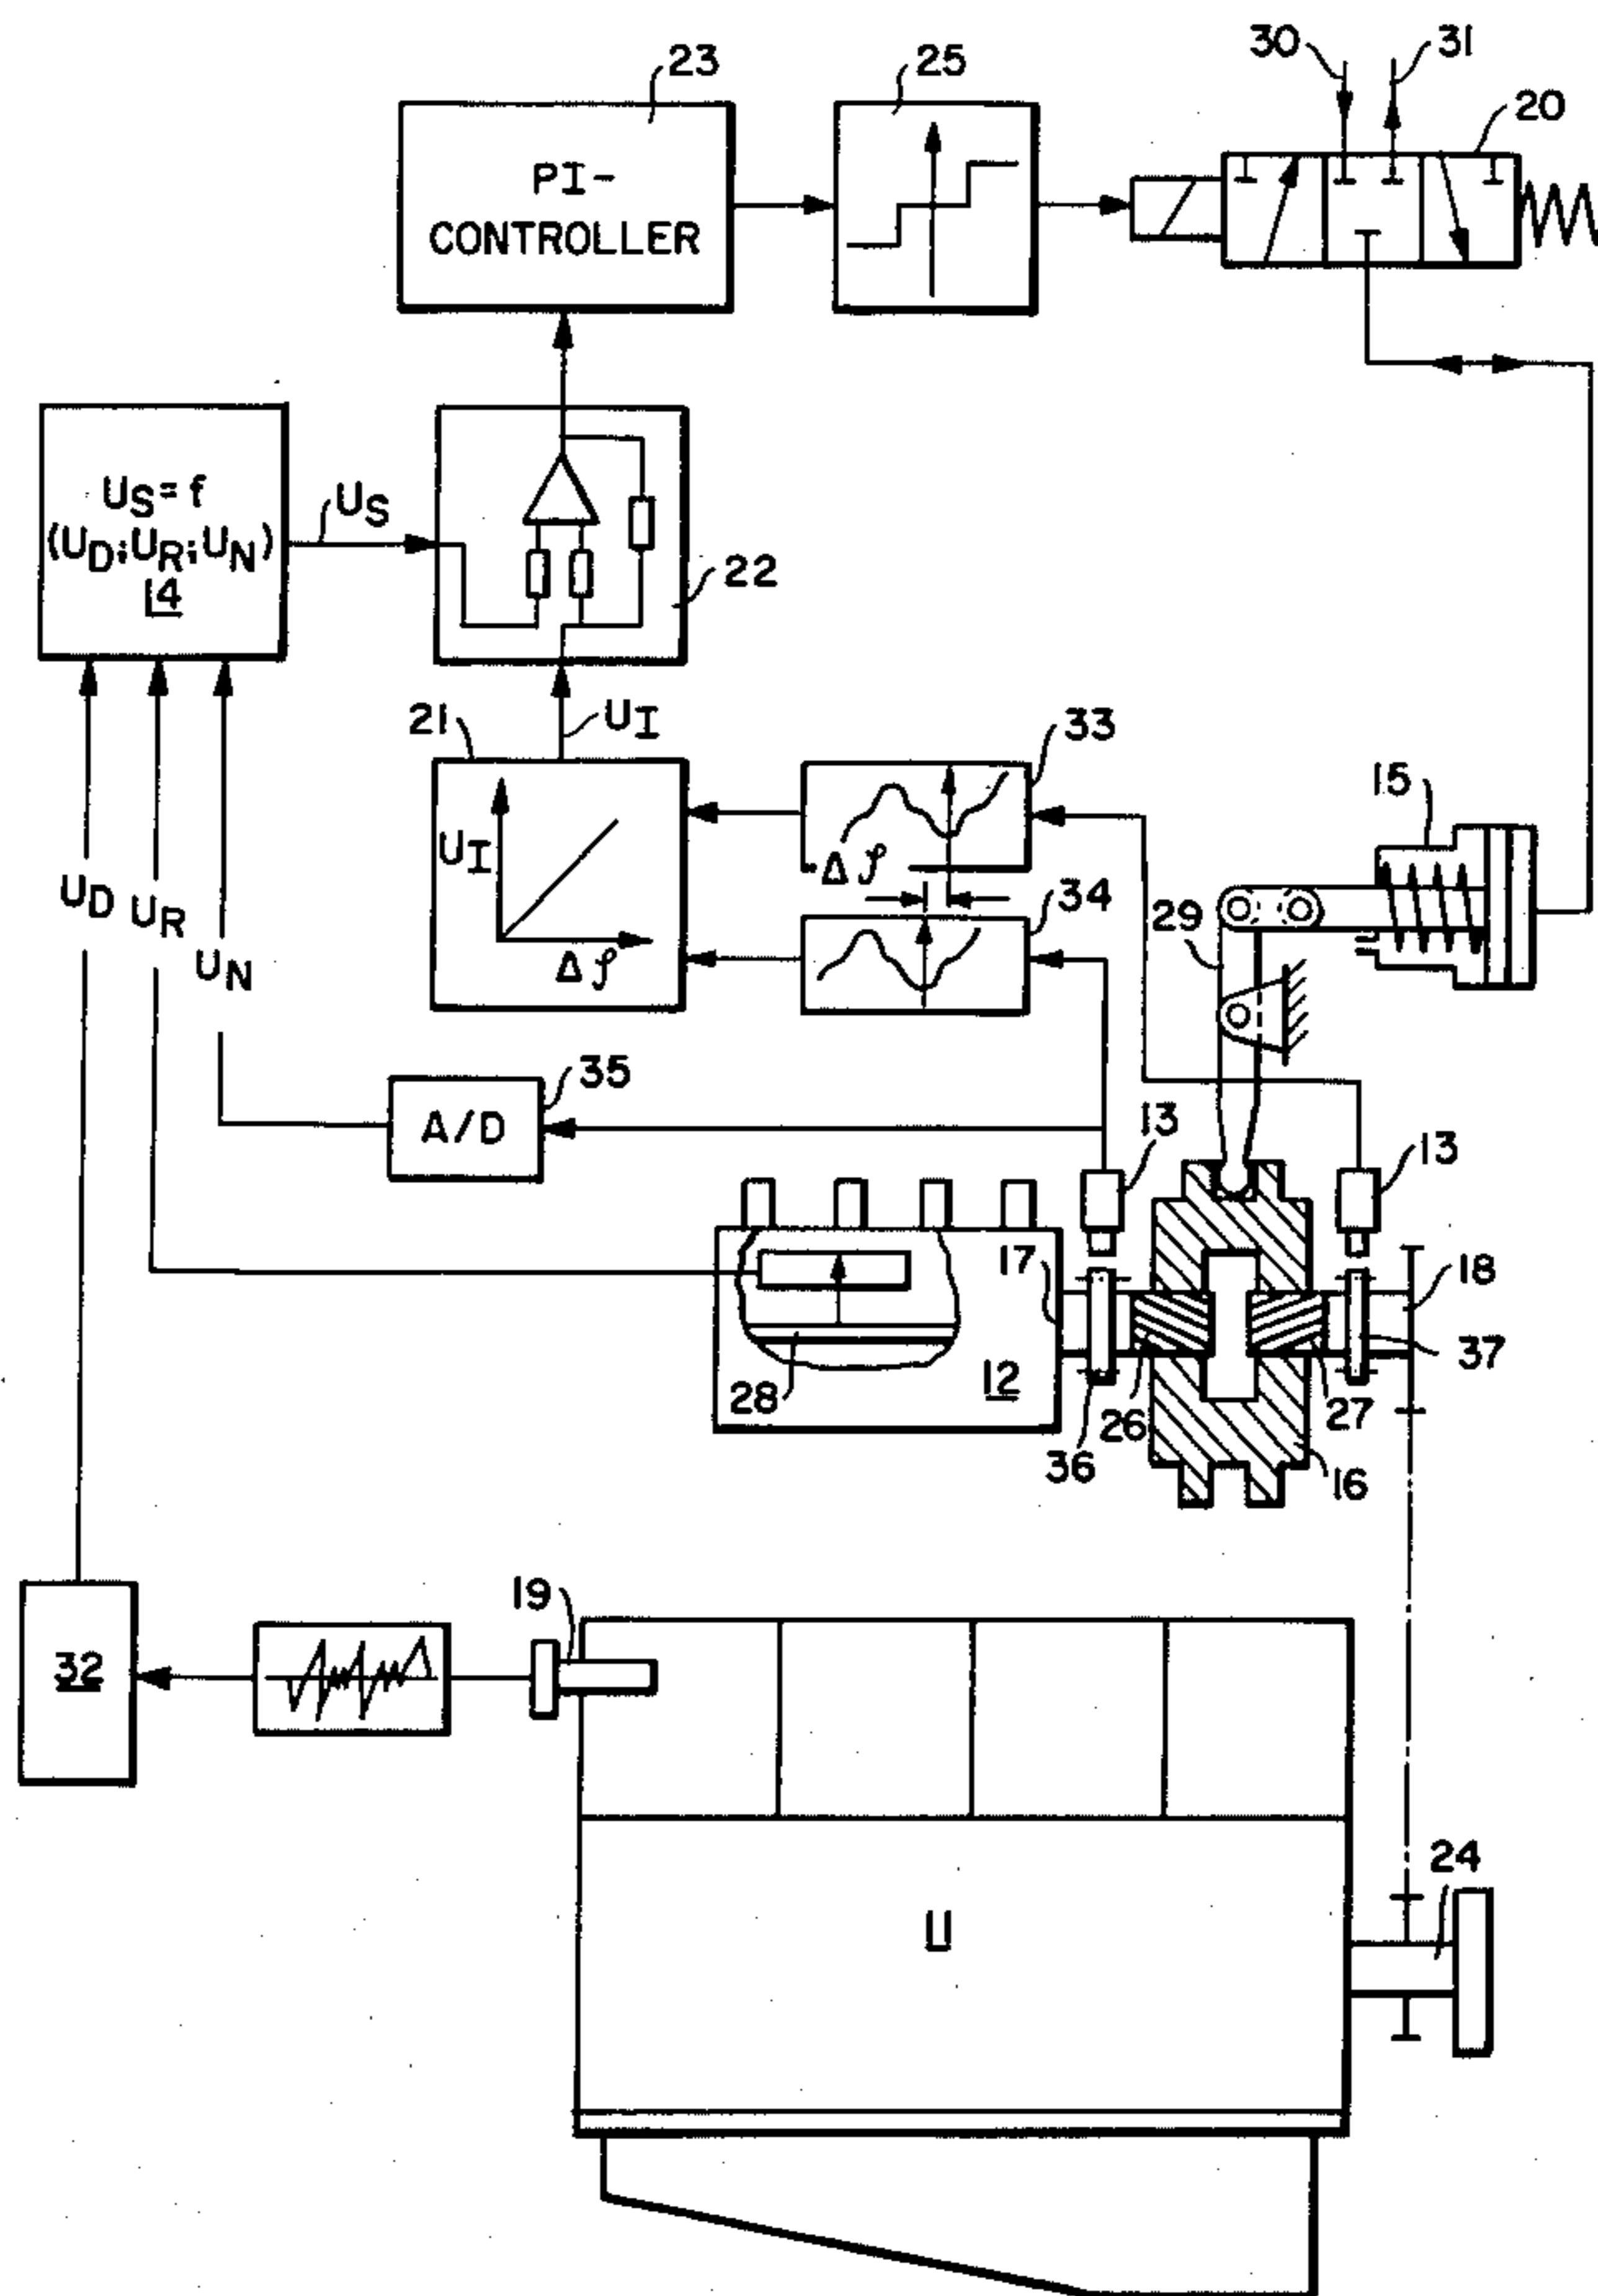 30
31
23
25
20
PI-
CONTROLLER
US=f
(UD;UR;UN)
14
US
22
21
UI
33
15
UI
Δφ
34
29
UD
UR
Δφ
UN
35
A/D
13
13
17
18
37
28
12
26
27
36
16
19
32
24
11